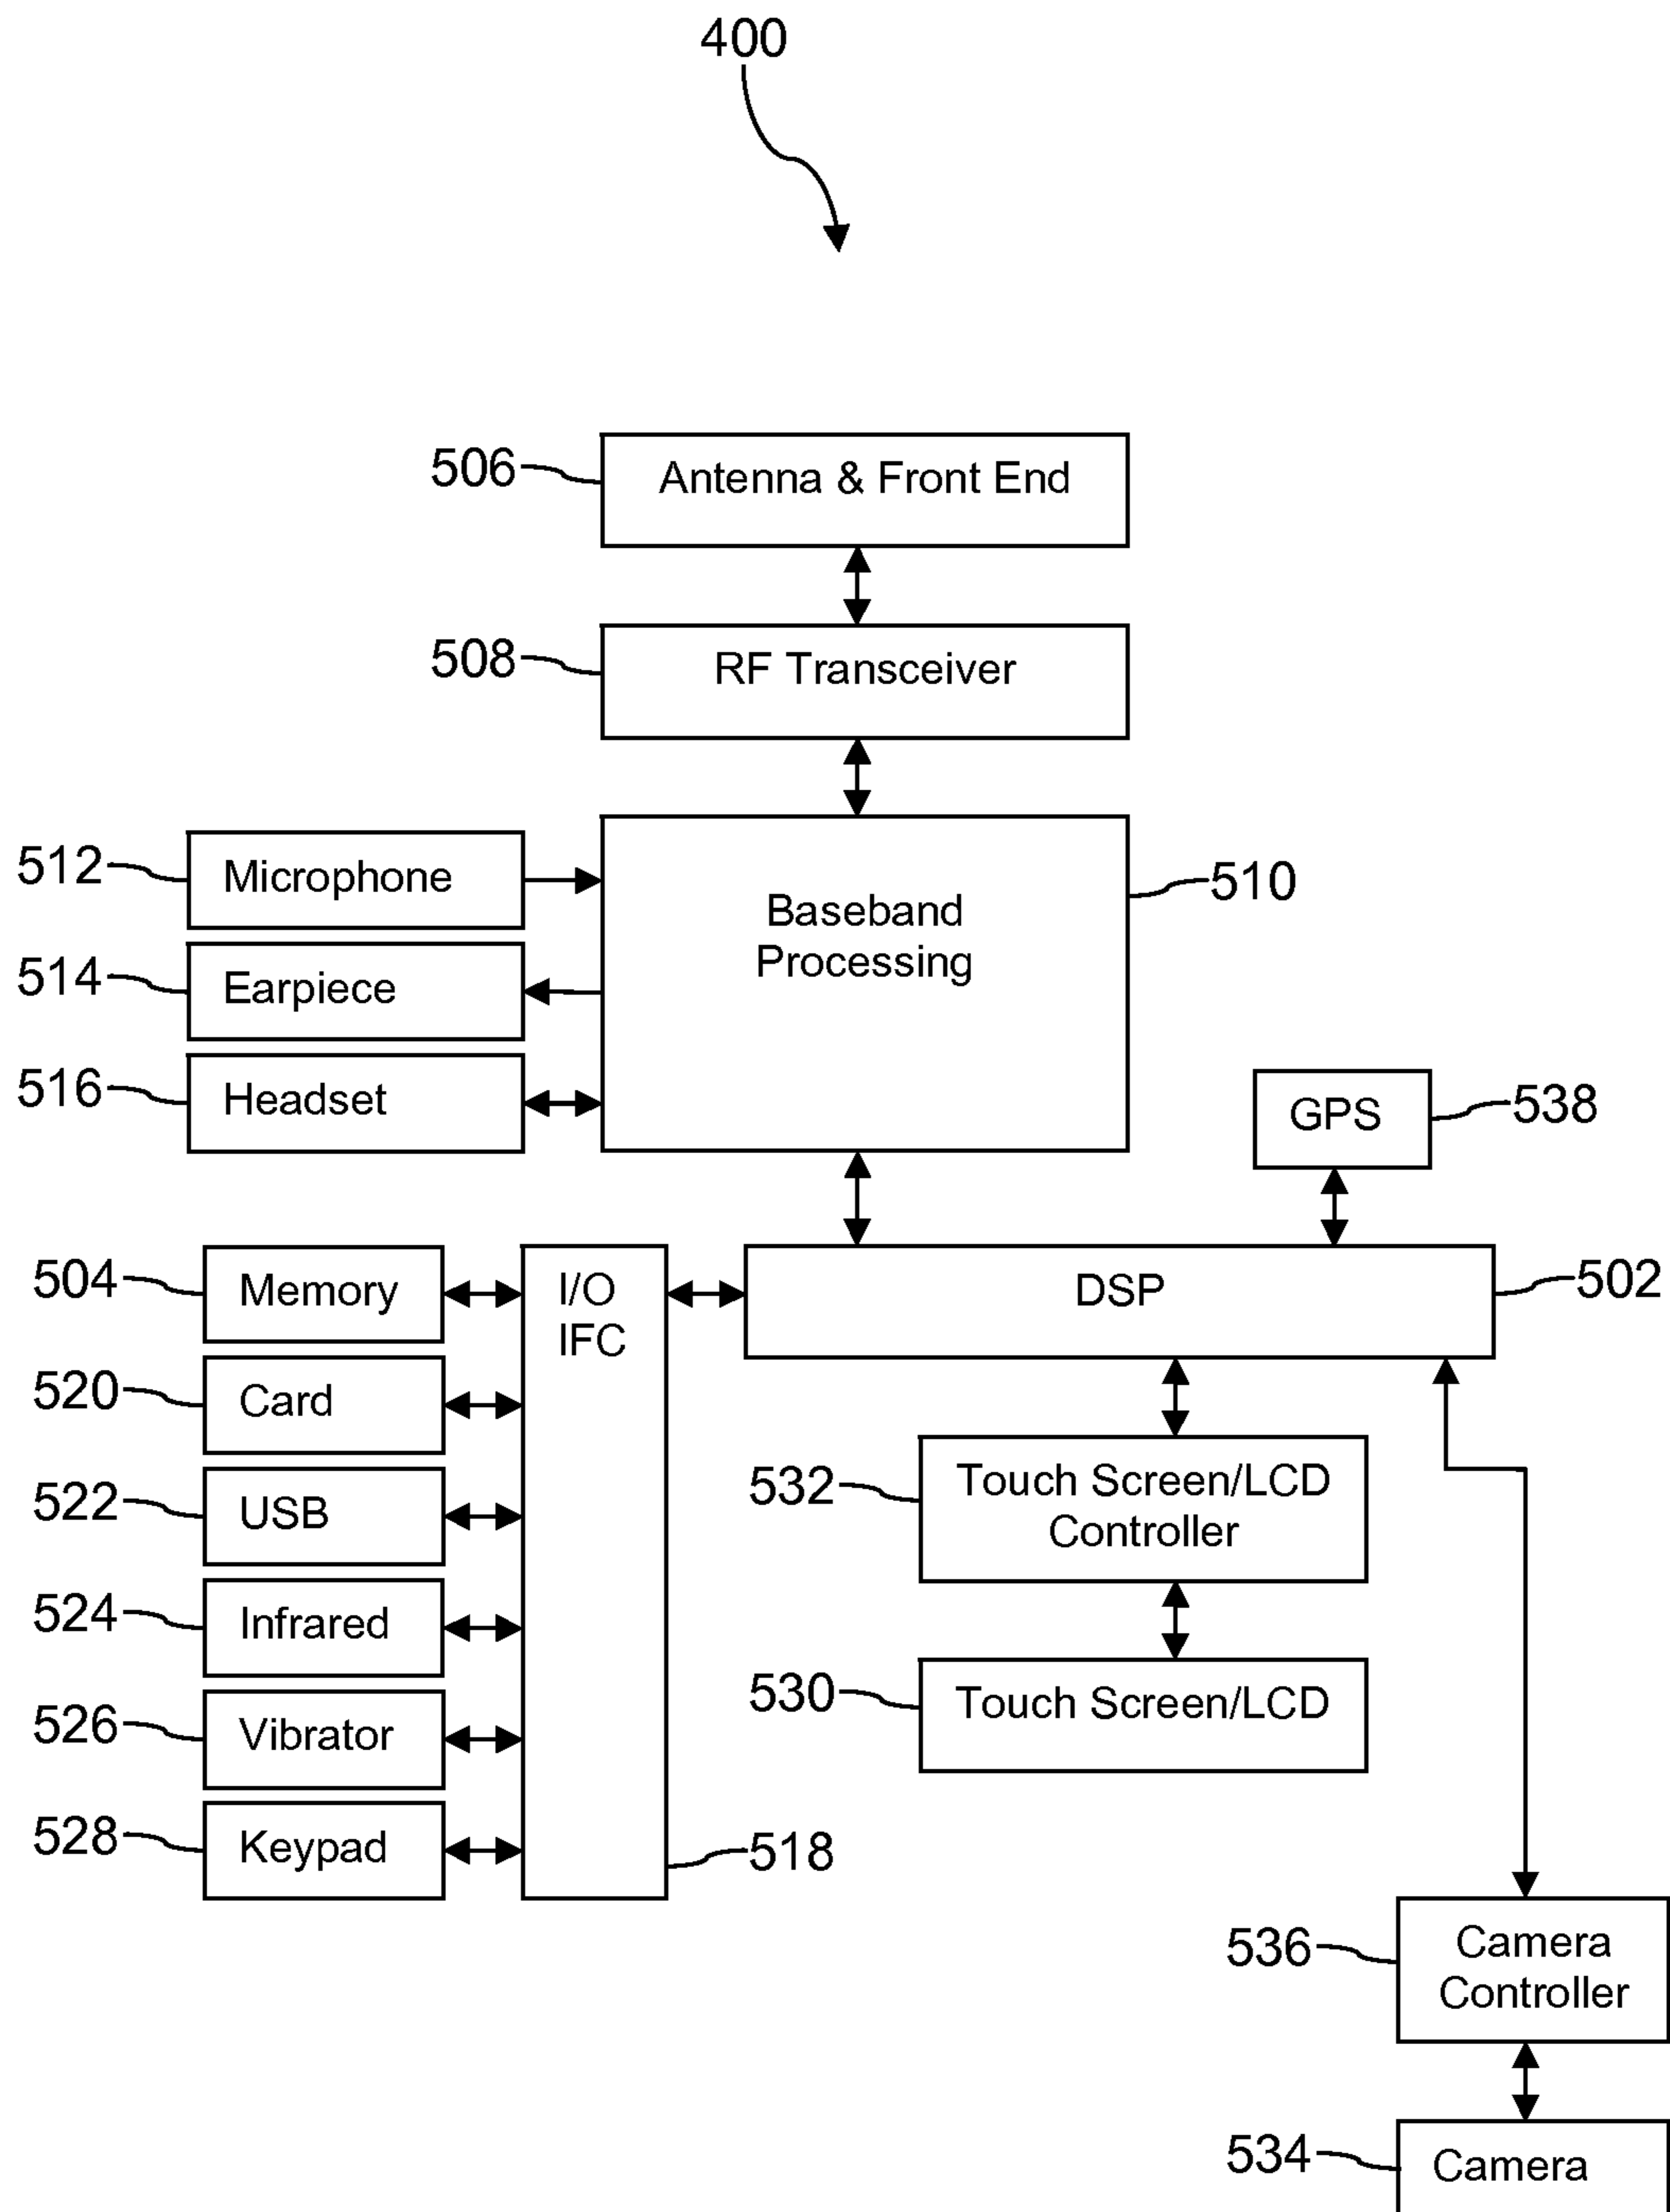 400
506
Antenna & Front End
508
RF Transceiver
512
Microphone
510
Baseband
Processing
514
Earpiece
516
Headset
GPS
538
504
Memory
I/O
IFC
DSP
502
520
Card
522
USB
532
Touch Screen/LCD
Controller
524
Infrared
530
Touch Screen/LCD
526
Vibrator
528
Keypad
518
536
Camera
Controller
534
Camera